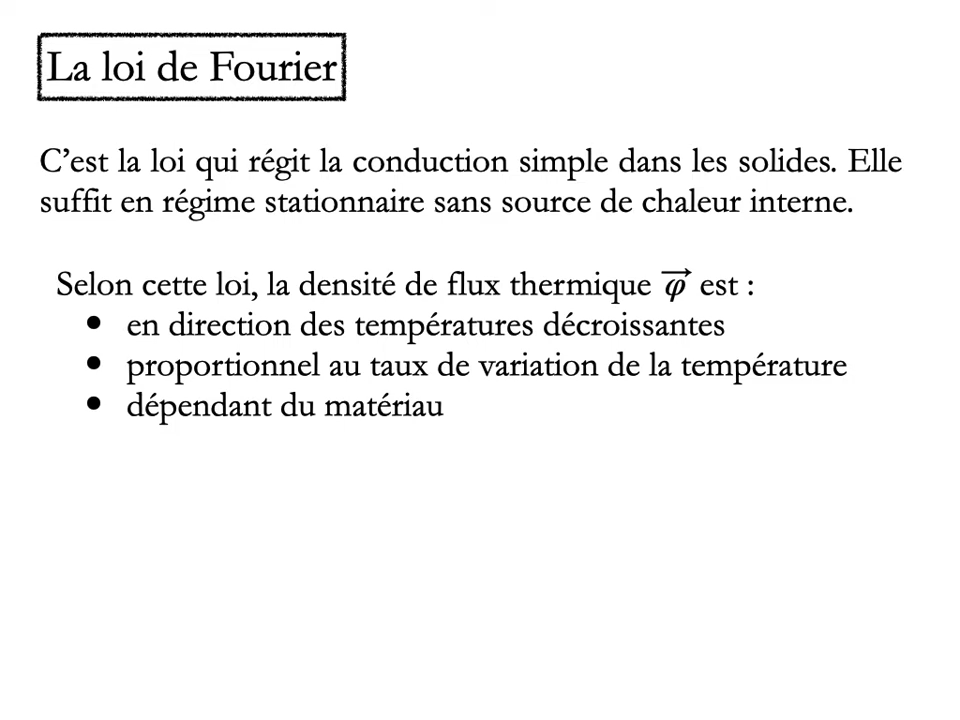 La loi de Fourier
C’est la loi qui régit la conduction simple dans les solides. Elle
suffit en régime stationnaire sans source de chaleur interne.
Selon cette loi, la densité de flux thermique $\overrightarrow{\varphi}$ est :
• en direction des températures décroissantes
• proportionnel au taux de variation de la température
• dépendant du matériau